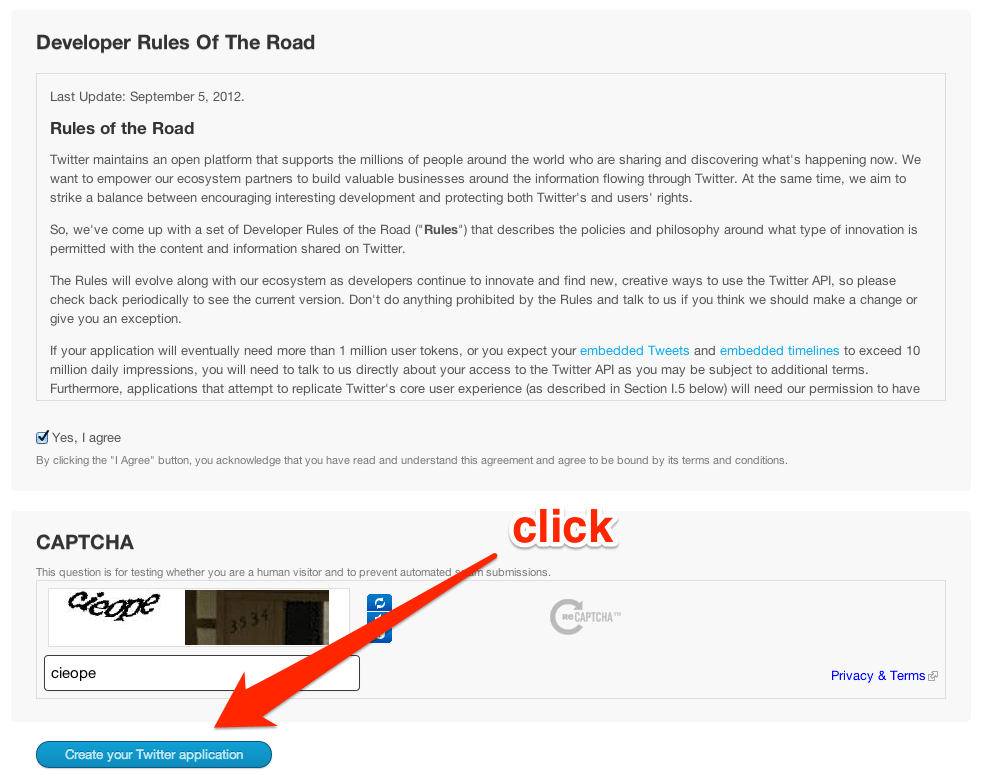 Developer Rules Of The Road
Last Update: September 5, 2012.
Rules of the Road
Twitter maintains an open platform that supports the millions of people around the world who are sharing and discovering what's happening now. We
want to empower our ecosystem partners to build valuable businesses around the information flowing through Twitter. At the same time, we aim to
strike a balance between encouraging interesting development and protecting both Twitter's and users' rights.
So, we've come up with a set of Developer Rules of the Road ("Rules") that describes the policies and philosophy around what type of innovation is
permitted with the content and information shared on Twitter.
The Rules will evolve along with our ecosystem as developers continue to innovate and find new, creative ways to use the Twitter API, so please
check back periodically to see the current version. Don't do anything prohibited by the Rules and talk to us if you think we should make a change or
give you an exception.
If your application will eventually need more than 1 million user tokens, or you expect your embedded Tweets and embedded timelines to exceed 10
million daily impressions, you will need to talk to us directly about your access to the Twitter API as you may be subject to additional terms.
Furthermore, applications that attempt to replicate Twitter's core user experience (as described in Section I.5 below) will need our permission to have
Yes, I agree
By clicking the "I Agree" button, you acknowledge that you have read and understand this agreement and agree to be bound by its terms and conditions.
click
CAPTCHA
This question is for testing whether you are a human visitor and to prevent automated submissions.
cieope
3934
reCAPTCHA™
cieope
Privacy & Terms
Create your Twitter application